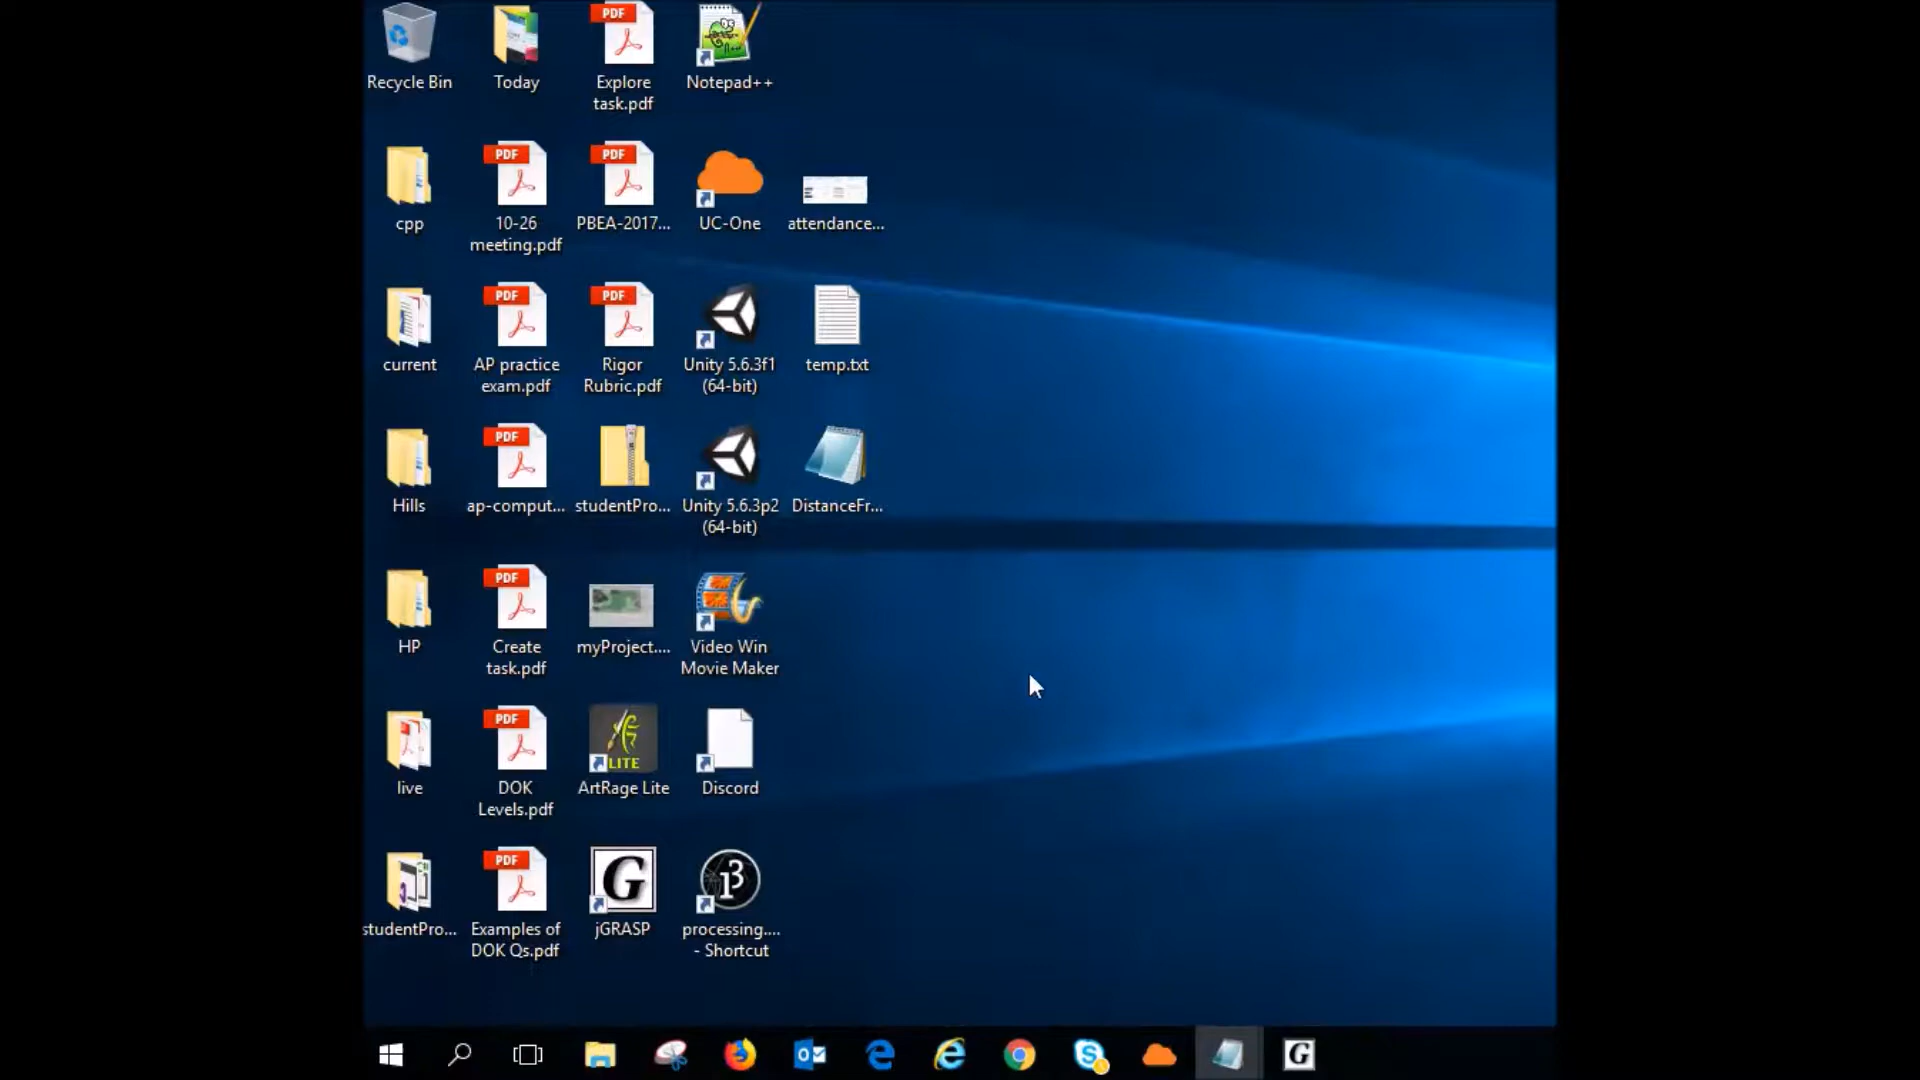 Recycle Bin
Today
PDF
Explore
task.pdf
Notepad++
cpp
PDF
10-26
meeting.pdf
PDF
PBEA-2017...
UC-One
attendance...
current
PDF
AP practice
exam.pdf
PDF
Rigor
Rubric.pdf
Unity 5.6.3f1
(64-bit)
temp.txt
Hills
PDF
ap-comput...
studentPro...
Unity 5.6.3p2
(64-bit)
DistanceFr...
HP
PDF
Create
task.pdf
myProject....
Video Win
Movie Maker
live
PDF
DOK
Levels.pdf
LITE
ArtRage Lite
Discord
studentPro...
PDF
Examples of
DOK Qs.pdf
G
jGRASP
processing....
- Shortcut
G